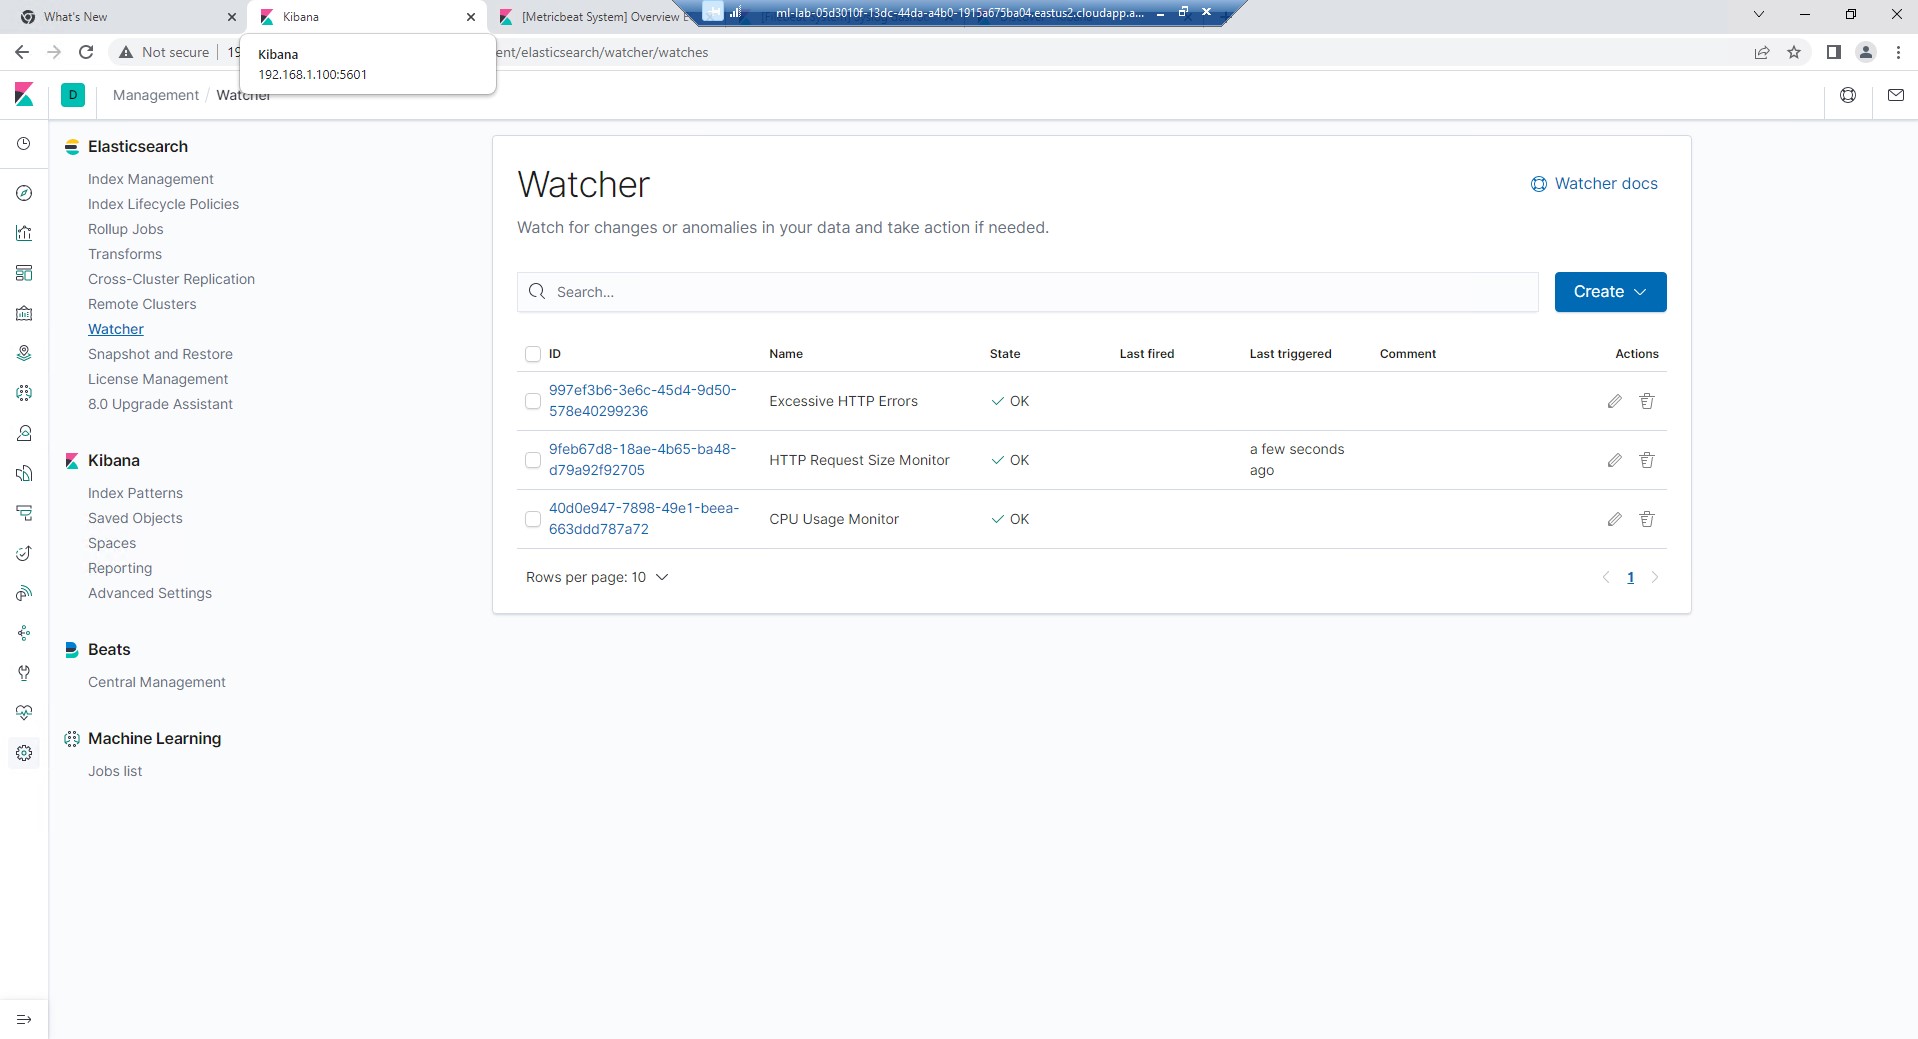 What's New
Kibana
[Metricbeat System] Overview
ml-lab-05d3010f-13dc-44da-a4b0-1915a675ba04.eastus2.cloudapp.a...
Not secure
19
ent/elasticsearch/watcher/watches
Kibana
192.168.1.100:5601
D
Management / Watcher
Elasticsearch
Index Management
Index Lifecycle Policies
Rollup Jobs
Transforms
Cross-Cluster Replication
Remote Clusters
Watcher
Snapshot and Restore
License Management
8.0 Upgrade Assistant
Kibana
Index Patterns
Saved Objects
Spaces
Reporting
Advanced Settings
Beats
Central Management
Machine Learning
Jobs list
Watcher
Watcher docs
Watch for changes or anomalies in your data and take action if needed.
Search...
Create
ID Name State Last fired Last triggered Comment Actions
997ef3b6-3e6c-45d4-9d50-
578e40299236
Excessive HTTP Errors
OK
9feb67d8-18ae-4b65-ba48-
d79a92f92705
HTTP Request Size Monitor
OK
a few seconds
ago
40d0e947-7898-49e1-beea-
663ddd787a72
CPU Usage Monitor
OK
Rows per page: 10
1